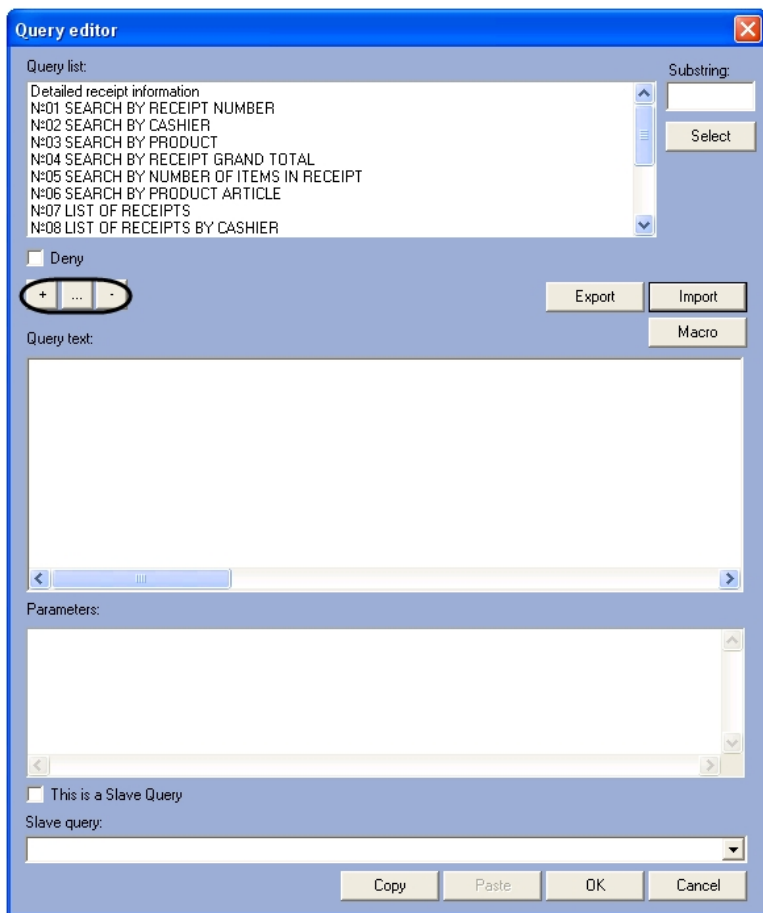 Query editor
Query list:
Substring:
Detailed receipt information
№01 SEARCH BY RECEIPT NUMBER
№02 SEARCH BY CASHIER
№03 SEARCH BY PRODUCT
№04 SEARCH BY RECEIPT GRAND TOTAL
№05 SEARCH BY NUMBER OF ITEMS IN RECEIPT
№06 SEARCH BY PRODUCT ARTICLE
№07 LIST OF RECEIPTS
№08 LIST OF RECEIPTS BY CASHIER
Select
Deny
+ ... -
Export Import
Macro
Query text:
Parameters:
This is a Slave Query
Slave query:
Copy Paste OK Cancel